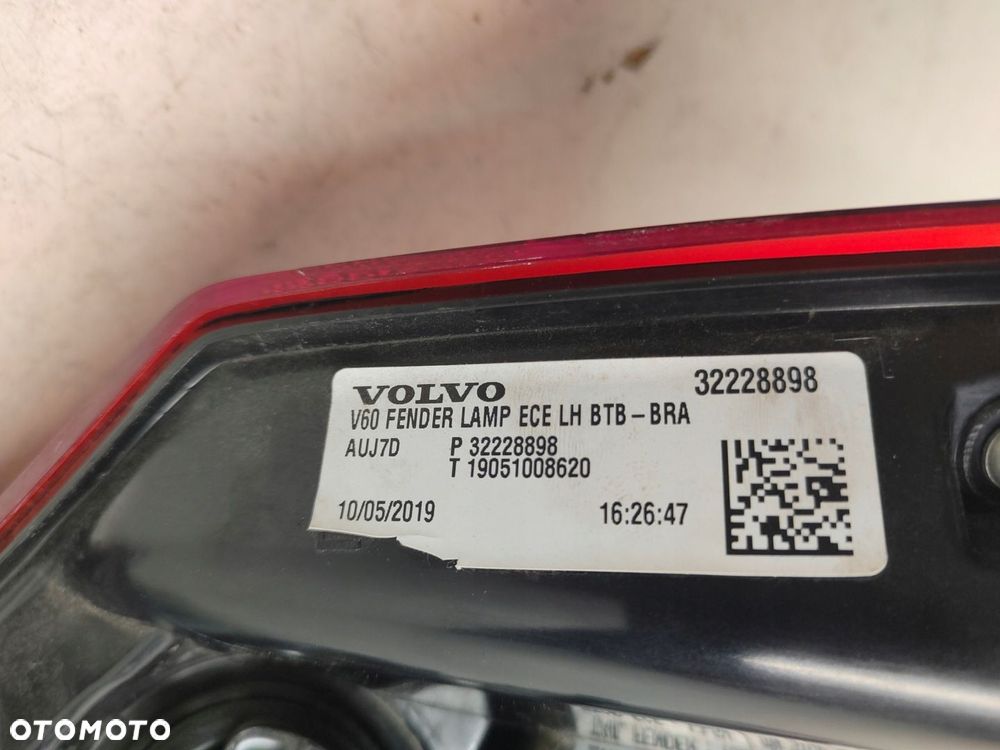 VOLVO 32228898
V60 FENDER LAMP ECE LH BTB-BRA
AUJ7D P 32228898
T 19051008620
10/05/2019 16:26:47
OTOMOTO